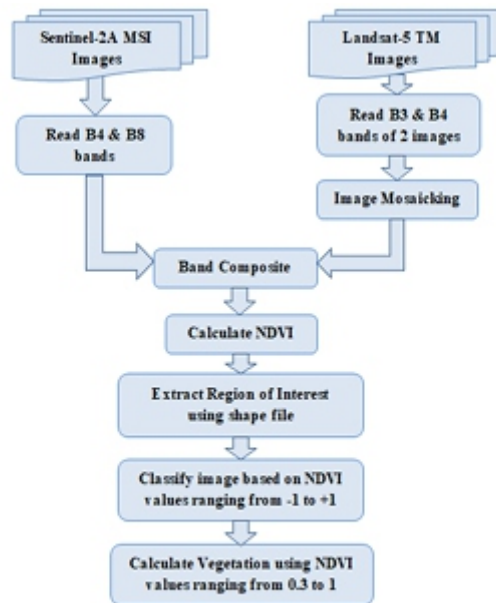 Sentinel-2A MSI
Images
Landsat-5 TM
Images
Read B4 & B8
bands
Read B3 & B4
bands of 2 images
Image Mosaicking
Band Composite
Calculate NDVI
Extract Region of Interest
using shape file
Classify image based on NDVI
values ranging from -1 to +1
Calculate Vegetation using NDVI
values ranging from 0.3 to 1